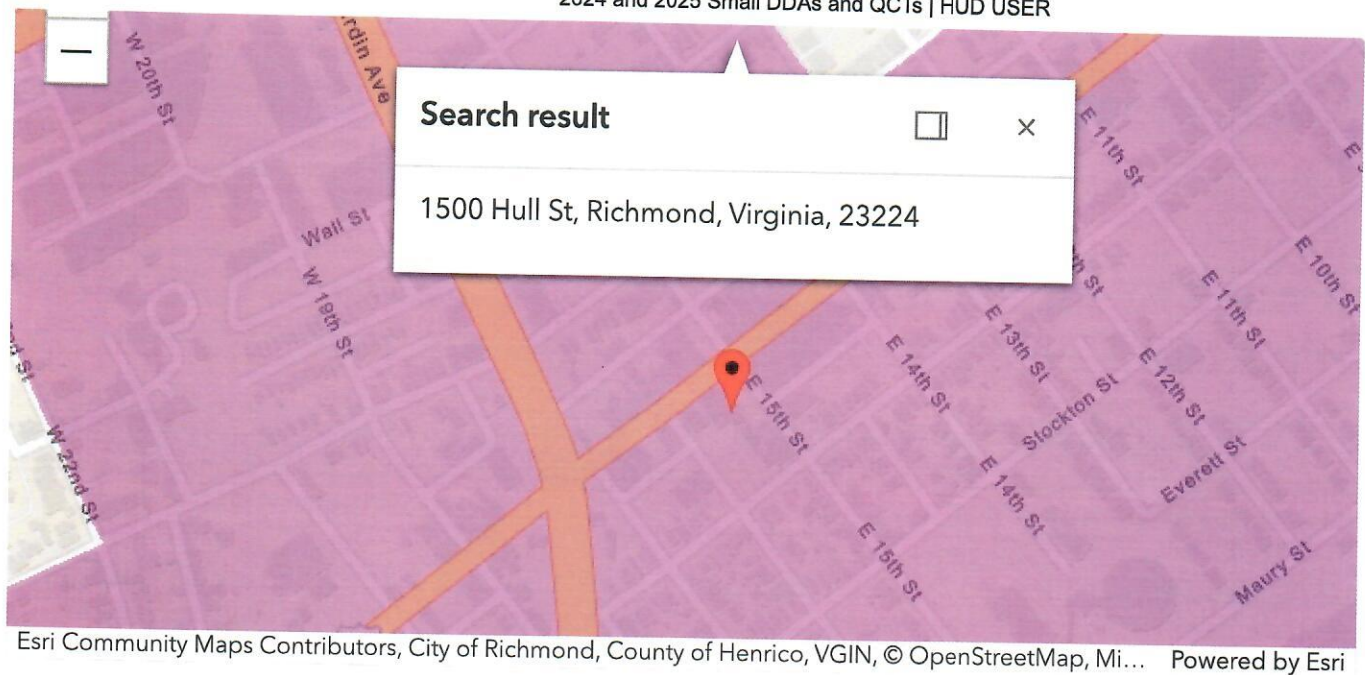 2024 and 2025 Small DDAs and QCTs | HUD USER
W 20th St
rdin Ave
Search result
1500 Hull St, Richmond, Virginia, 23224
E 11th St
Wall St
W 19th St
E 10th St
E 11th St
E 13th St
E 14th St
E 12th St
Stockton St
E 15th St
W 22nd St
E 14th St
Everett St
E 15th St
Maury St
Esri Community Maps Contributors, City of Richmond, County of Henrico, VGIN, © OpenStreetMap, Mi...
Powered by Esri